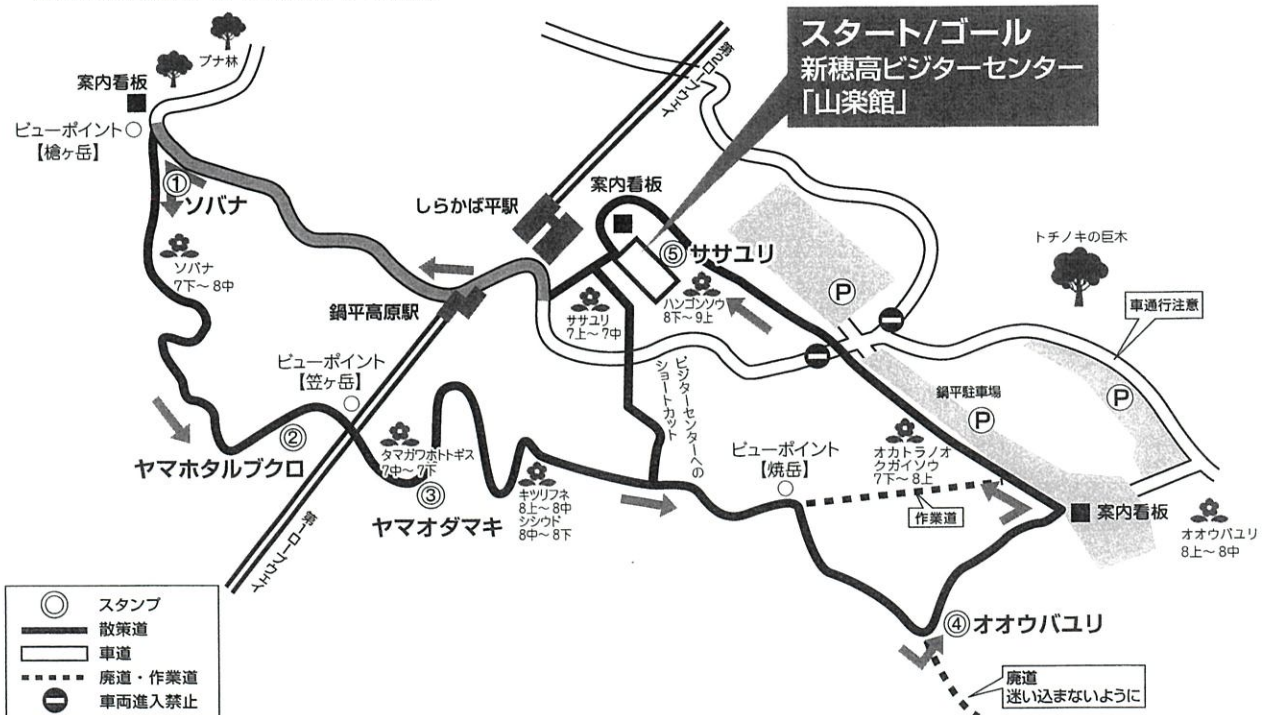 スタート/ゴール
新穂高ビジターセンター
「山楽館」
ブナ林
案内看板
ビューポイント
【槍ヶ岳】
①
ソバナ
ソバナ
7下～8中
第2ロープウェイ
しらかば平駅
案内看板
⑤ササユリ
ササユリ
7上～7中
ハンゴンソウ
8下～9上
P
トチノキの巨木
車通行注意
鍋平高原駅
ビューポイント
【笠ヶ岳】
②
ヤマホタルブクロ
タマガワホトトギス
7中～7下
③
ヤマオダマキ
キツリフネ
8上～8中
シシウド
8中～8下
ビジターセンターへの
ショートカット
第一ロープウェイ
ビューポイント
【焼岳】
鍋平駐車場
P
P
オカトラノオ
クガイソウ
7下～8上
作業道
案内看板
オオウバユリ
8上～8中
④オオウバユリ
廃道
迷い込まないように
スタンプ
散策道
車道
廃道・作業道
車両進入禁止